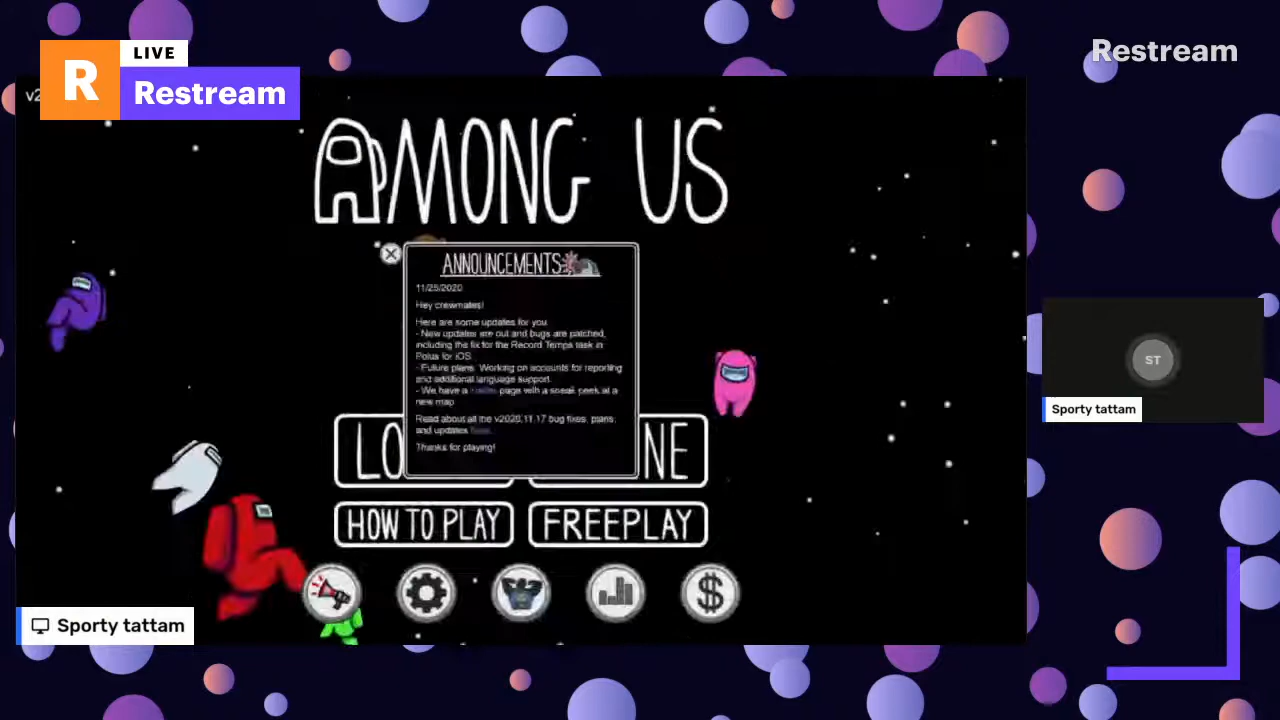 LIVE
R
Restream
Restream
v2
AMONG US
ANNOUNCEMENTS
11/25/2020
Hey crewmates!
Here are some updates for you
- New updates are out and bugs are patched,
including the fix for the Record Temps task in
Polus for iOS.
- Future plans: Working on accounts for reporting
and additional language support.
- We have a page with a sneak peek at a
new map
Read about all the v2020.11.17 bug fixes, plans,
and updates
Thanks for playing!
LO
NE
HOW TO PLAY
FREEPLAY
$
ST
Sporty tattam
Sporty tattam